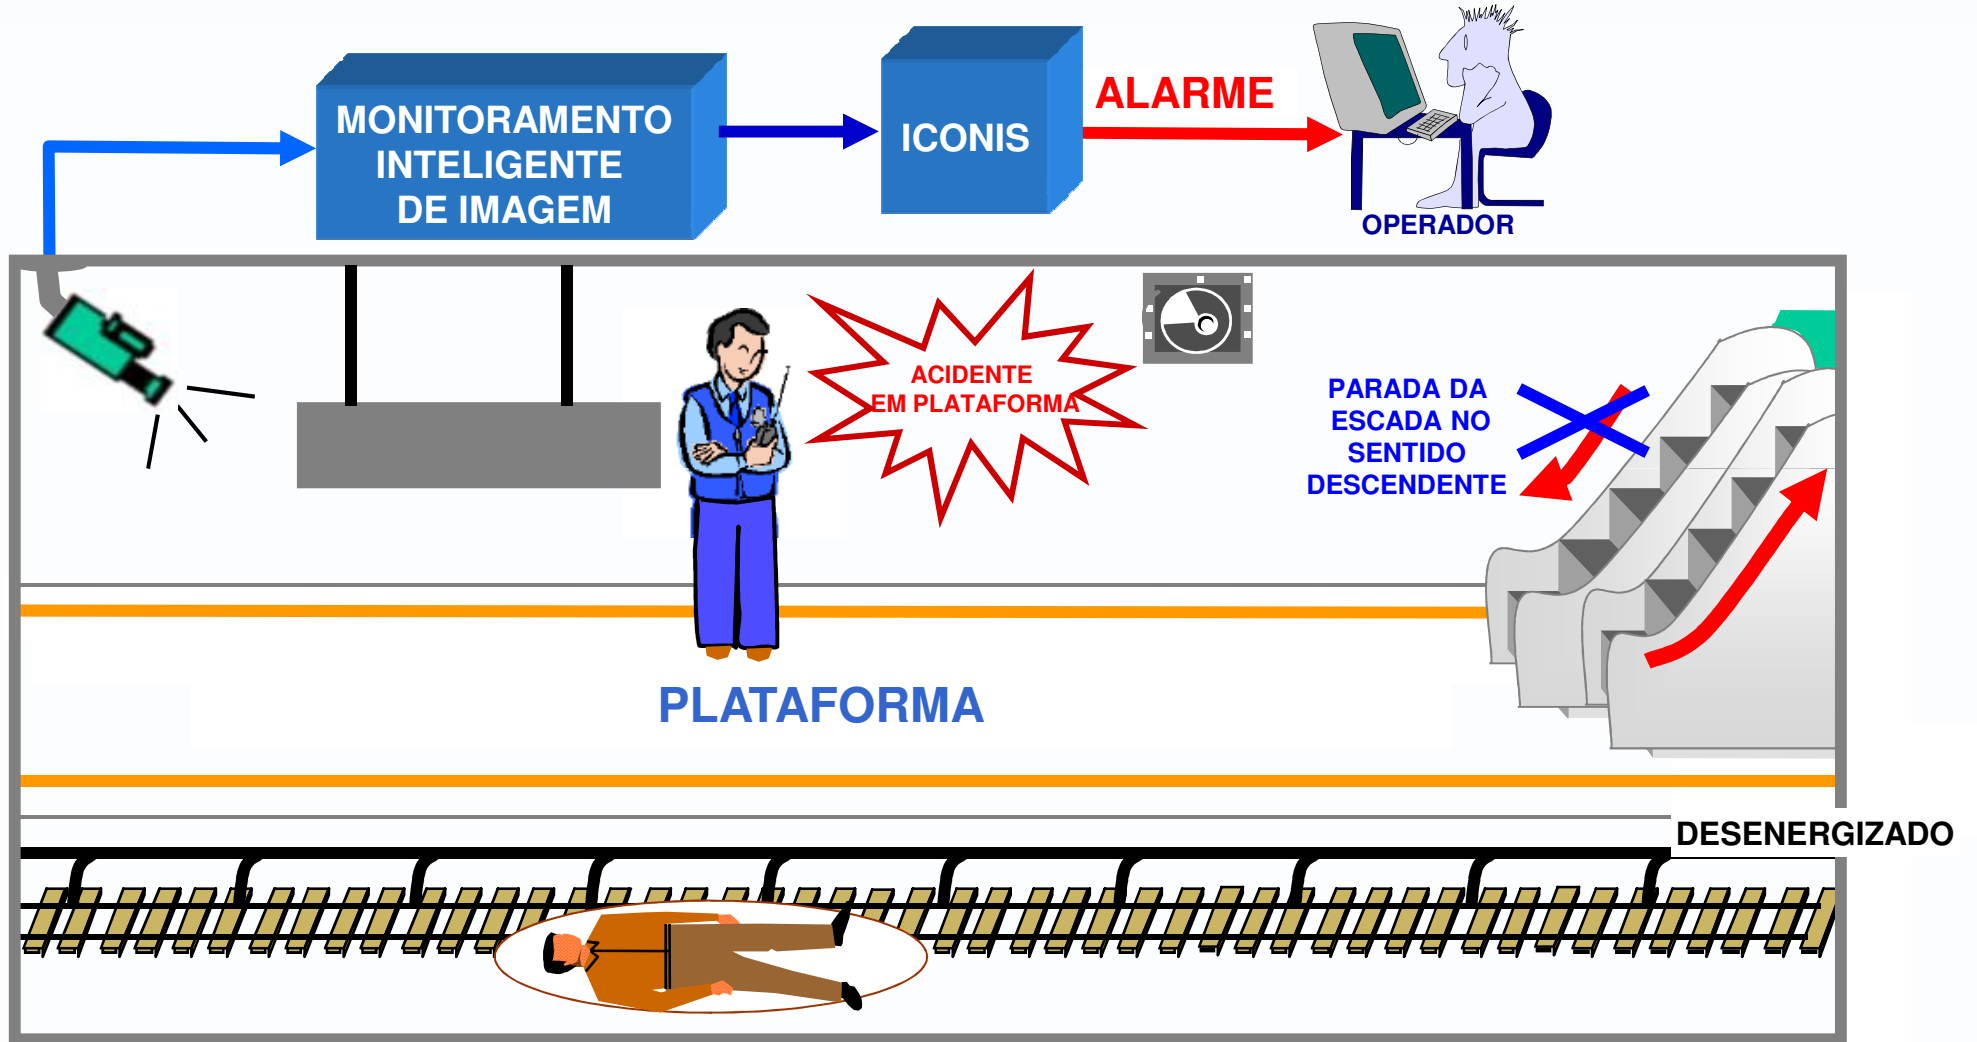 MONITORAMENTO
INTELIGENTE
DE IMAGEM
ICONIS
ALARME
OPERADOR
ACIDENTE
EM PLATAFORMA
PARADA DA
ESCADA NO
SENTIDO
DESCENDENTE
PLATAFORMA
DESENERGIZADO